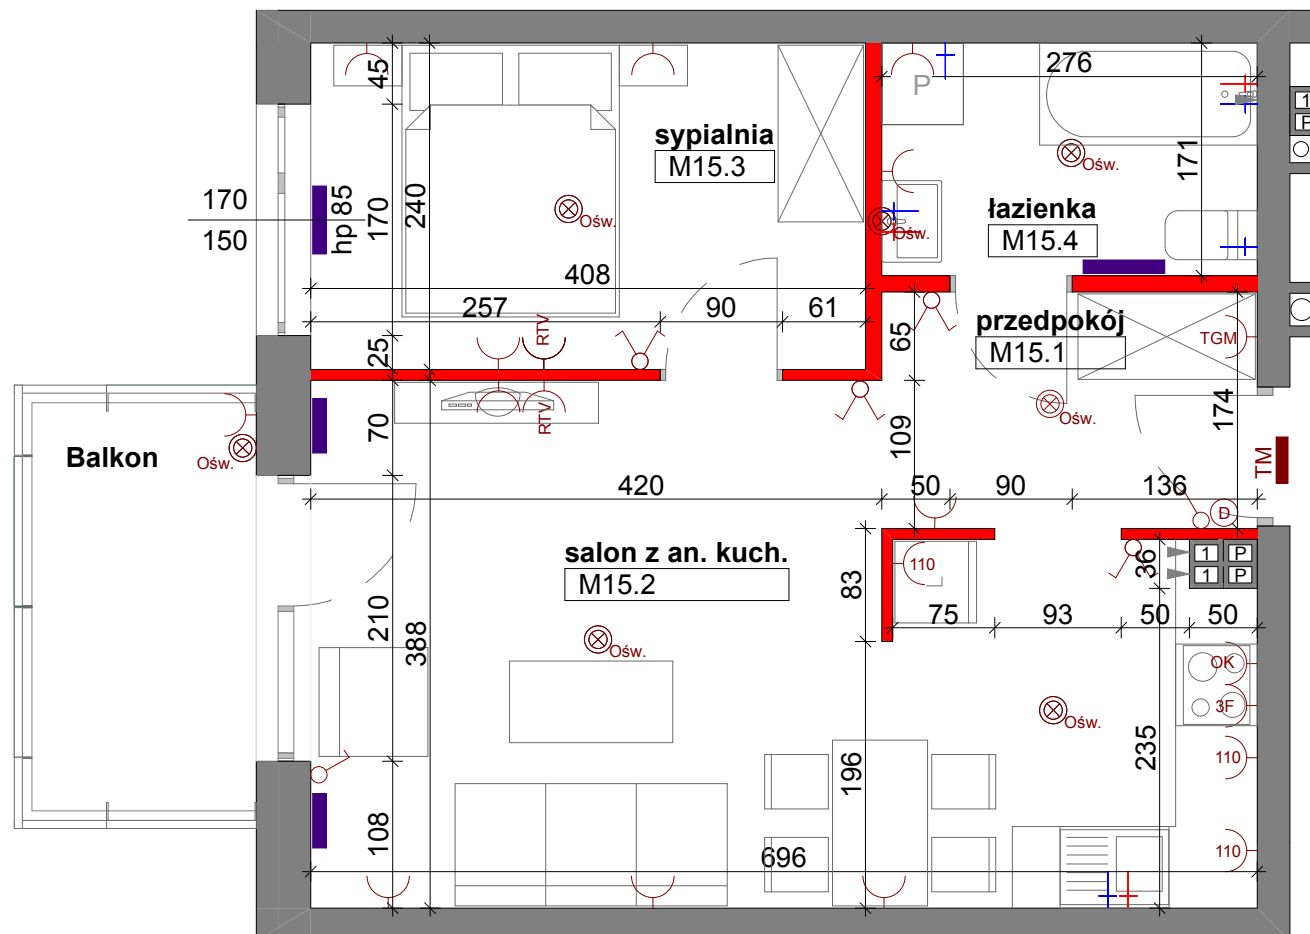 45
276
P
1
P
sypialnia
M15.3
Ośw.
171
170
150
hp 85
170
240
Ośw.
Ośw.
łazienka
M15.4
408
257
90
61
RTV
25
65
przedpokój
M15.1
TGM
70
RTV
Ośw.
174
109
Balkon
Ośw.
TM
420
50
90
136
D
salon z an. kuch.
M15.2
110
36
1 P
1 P
83
75
93
50
50
210
388
Ośw.
OK
3F
Ośw.
110
235
196
108
696
110